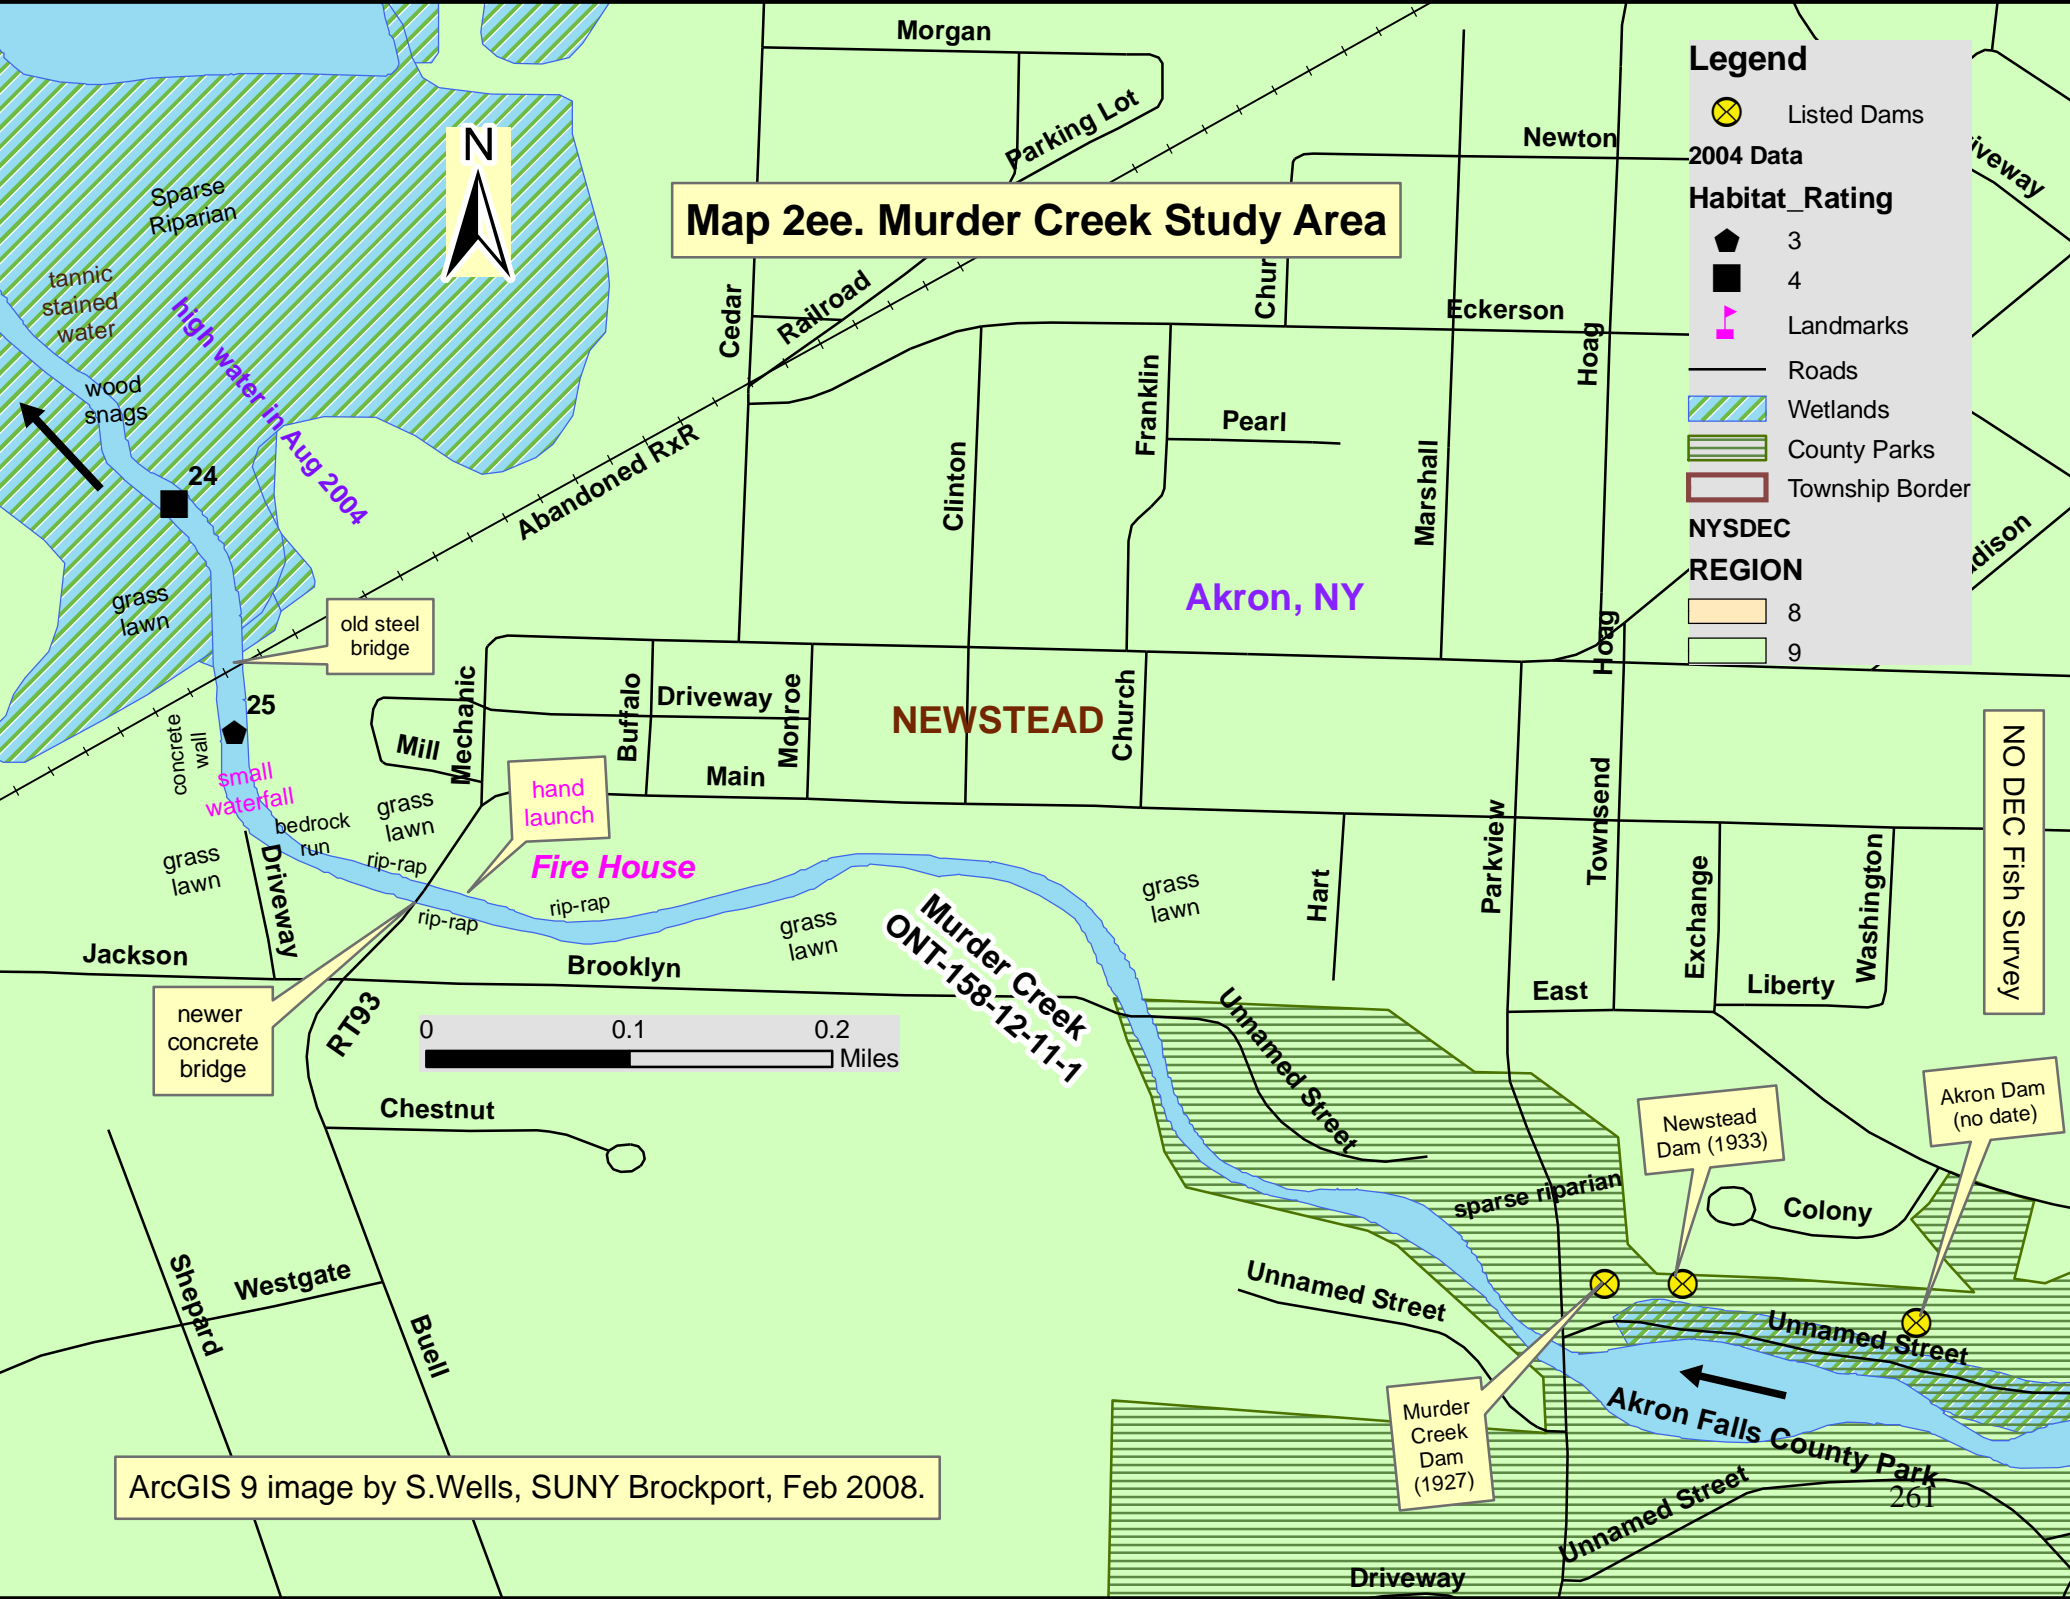 Morgan
Parking Lot
Newton
Map 2ee. Murder Creek Study Area
N
Sparse
Riparian
tannic
stained
water
high water in Aug 2004
wood
snags
24
grass
lawn
old steel
bridge
Abandoned RxR
Cedar
Railroad
Chur
Eckerson
Hoag
Franklin
Pearl
Clinton
Marshall
Akron, NY
Hoag
Legend
Listed Dams
2004 Data
Habitat_Rating
3
4
Landmarks
Roads
Wetlands
County Parks
Township Border
NYSDEC
REGION
8
9
iveway
dison
25
concrete
wall
small
waterfall
bedrock
run
Mill
Mechanic
Buffalo
Driveway
Monroe
Main
NEWSTEAD
Church
Parkview
Townsend
Hart
Exchange
Washington
NO DEC Fish Survey
grass
lawn
hand
launch
Fire House
grass
lawn
Driveway
rip-rap
rip-rap
rip-rap
grass
lawn
grass
lawn
Murder Creek
ONT-158-12-11-1
Jackson
Brooklyn
East
Liberty
newer
concrete
bridge
RT93
0 0.1 0.2
Miles
Unnamed Street
Chestnut
Newstead
Dam (1933)
Akron Dam
(no date)
sparse riparian
Colony
Shepard
Westgate
Buell
Unnamed Street
Unnamed Street
Murder
Creek
Dam
(1927)
Akron Falls County Park
Unnamed Street
261
Driveway
ArcGIS 9 image by S.Wells, SUNY Brockport, Feb 2008.